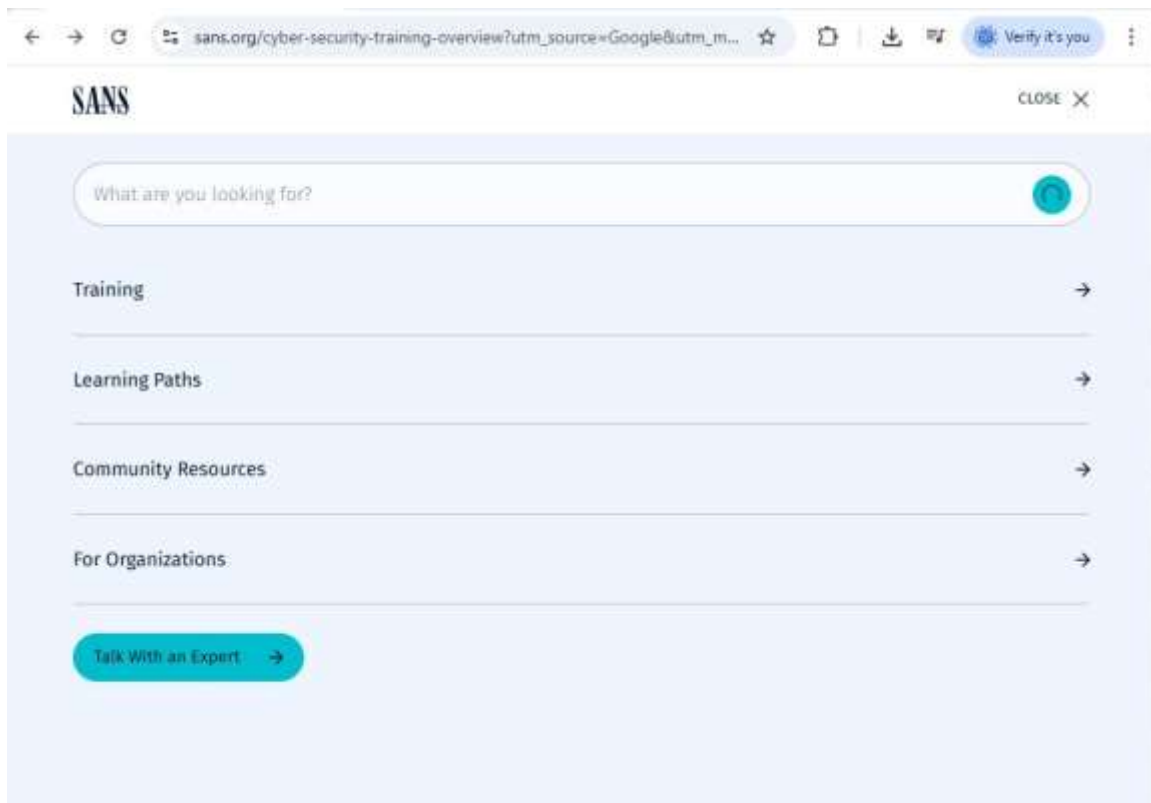 sans.org/cyber-security-training-overview?utm_source=Google&utm_m... Verify it's you
SANS CLOSE
What are you looking for?
Training
Learning Paths
Community Resources
For Organizations
Talk With an Expert